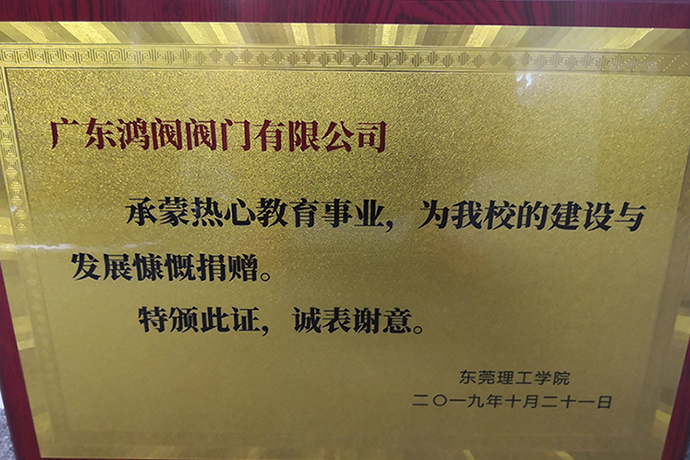 广东鸿阀阀门有限公司
承蒙热心教育事业，为我校的建设与
发展慷慨捐赠。
特颁此证，诚表谢意。
东莞理工学院
二〇一九年十月二十一日